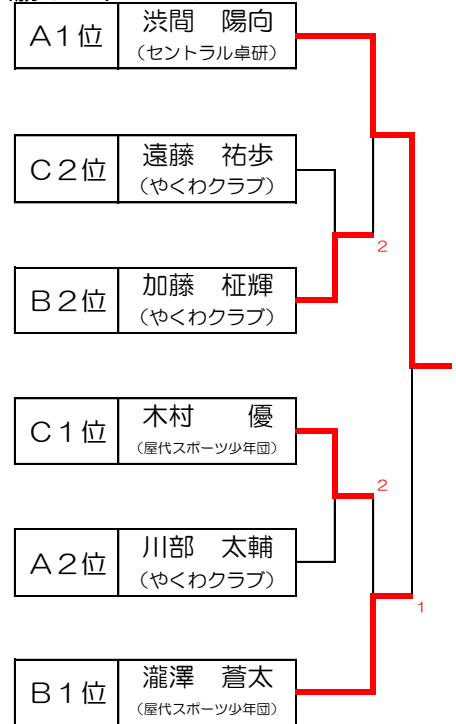 A1位
渋間　陽向
（セントラル卓研）
C2位
遠藤　祐歩
（やくわクラブ）
2
B2位
加藤　柾輝
（やくわクラブ）
C1位
木村　　優
（屋代スポーツ少年団）
2
A2位
川部　太輔
（やくわクラブ）
1
B1位
瀧澤　蒼太
（屋代スポーツ少年団）